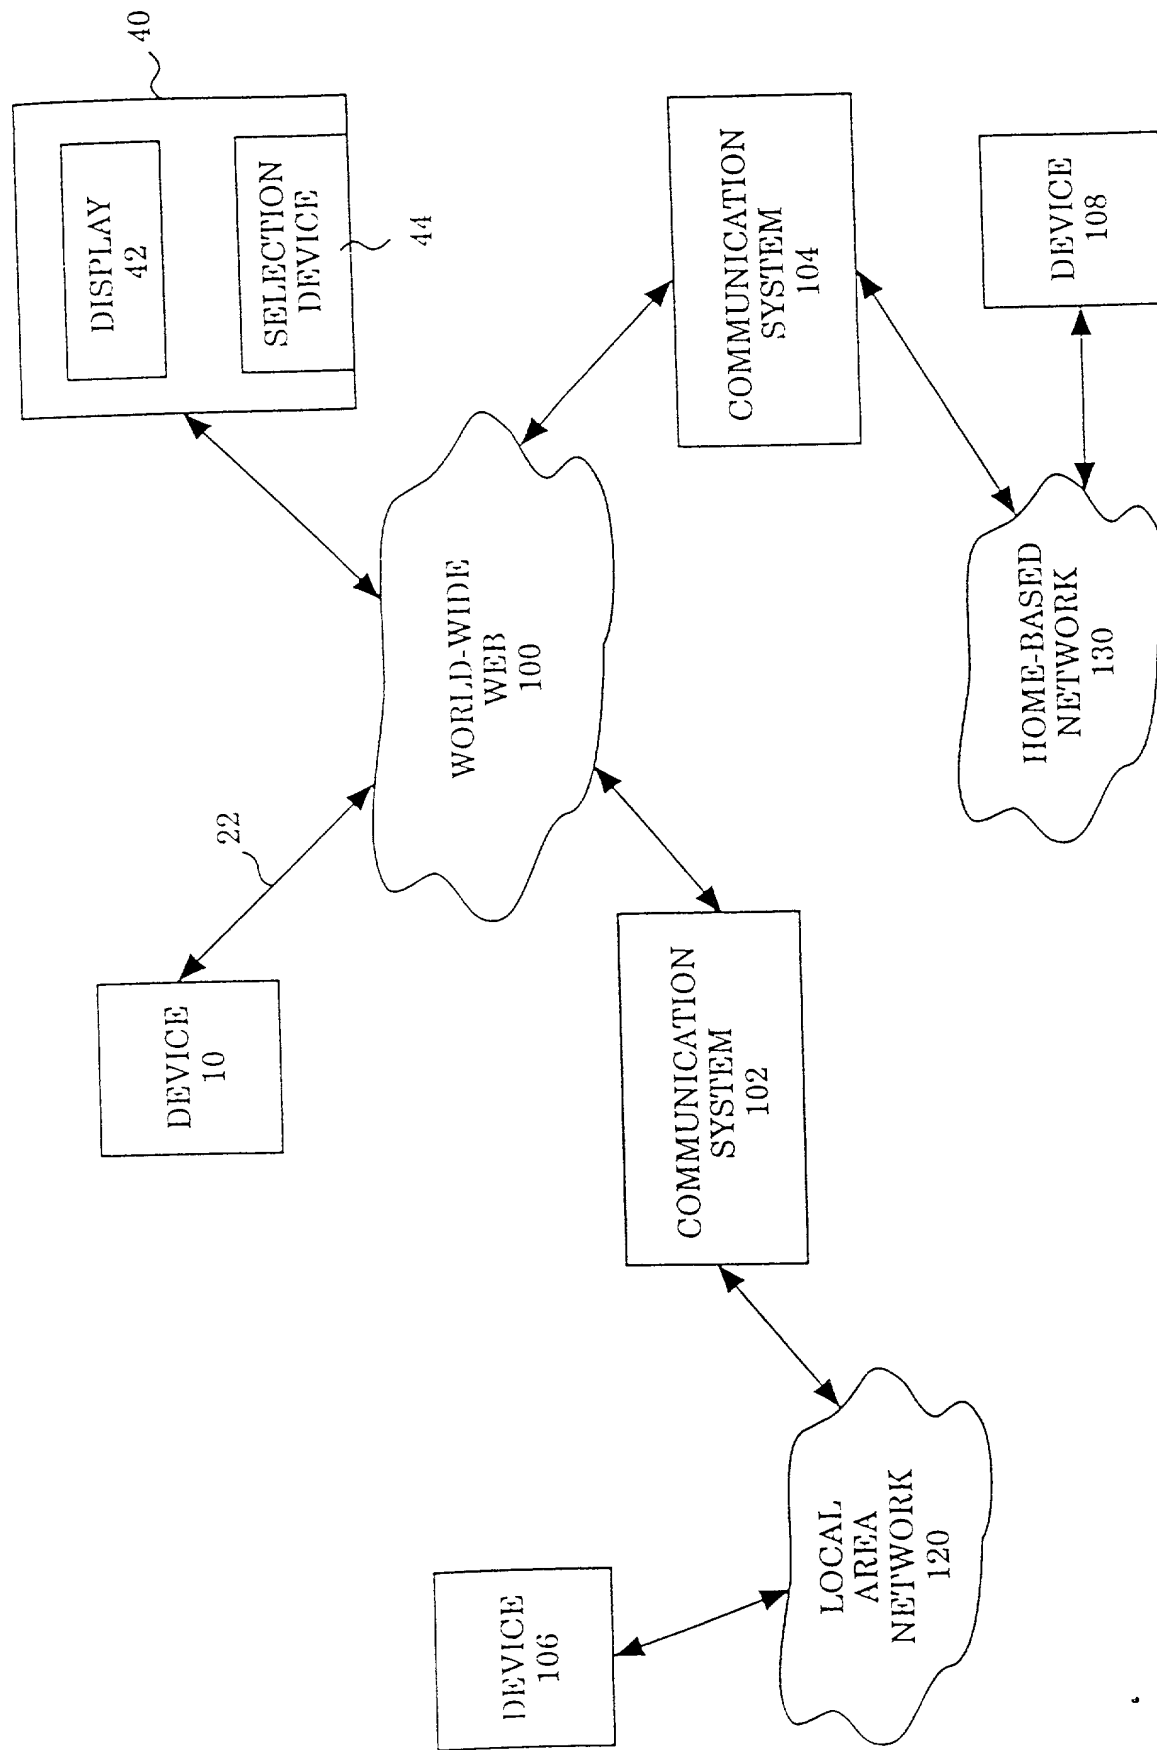 DEVICE
106
DEVICE
10
22
LOCAL
AREA
NETWORK
120
COMMUNICATION
SYSTEM
102
WORLD-WIDE
WEB
100
DISPLAY
42
SELECTION
DEVICE
44
40
COMMUNICATION
SYSTEM
104
HOME-BASED
NETWORK
130
DEVICE
108